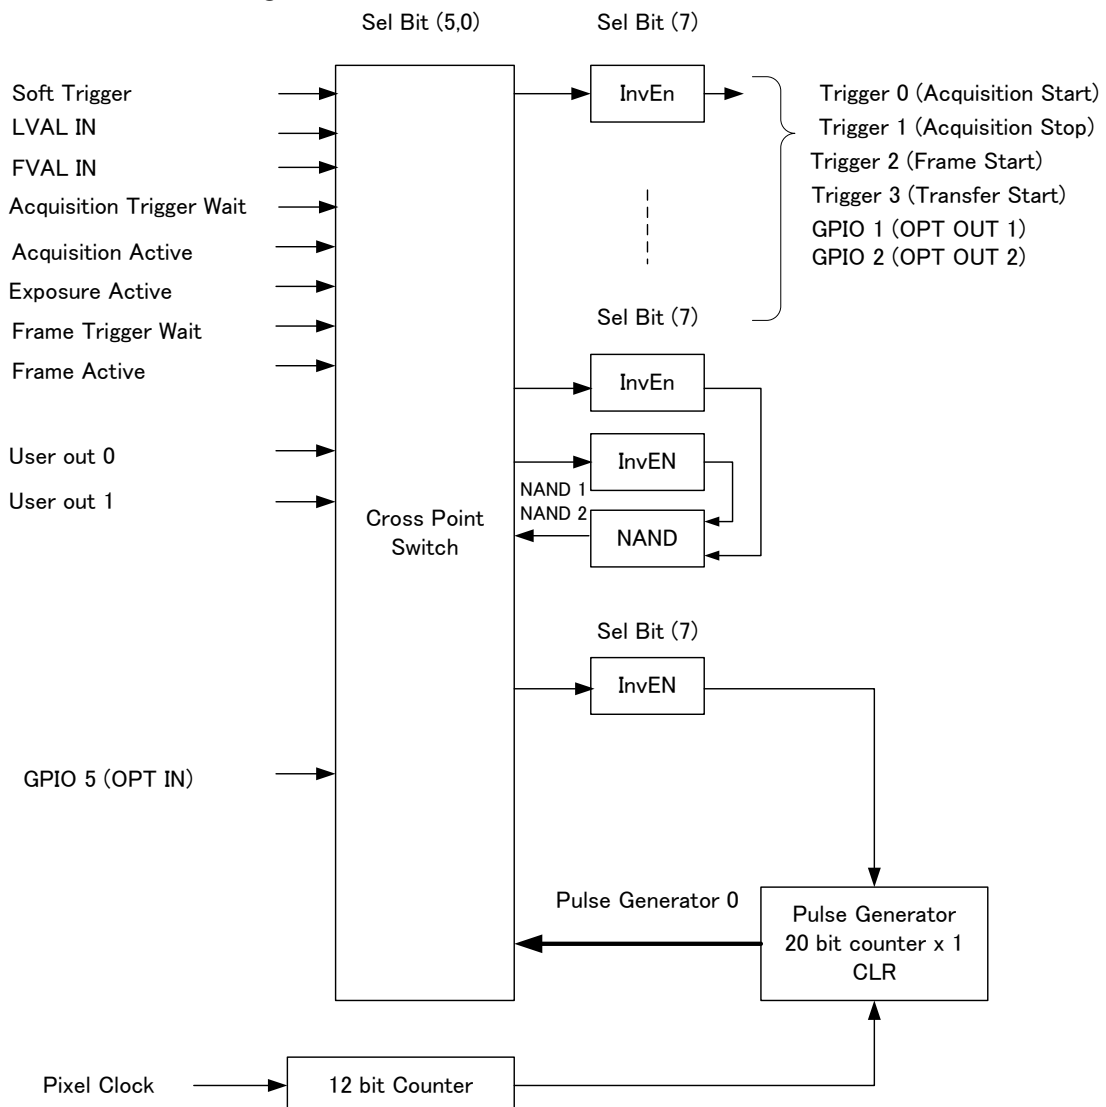 Sel Bit (5,0)
Sel Bit (7)
Soft Trigger
LVAL IN
FVAL IN
Acquisition Trigger Wait
Acquisition Active
Exposure Active
Frame Trigger Wait
Frame Active
User out 0
User out 1
GPIO 5 (OPT IN)
Cross Point
Switch
InvEn
Trigger 0 (Acquisition Start)
Trigger 1 (Acquisition Stop)
Trigger 2 (Frame Start)
Trigger 3 (Transfer Start)
GPIO 1 (OPT OUT 1)
GPIO 2 (OPT OUT 2)
Sel Bit (7)
InvEn
InvEN
NAND 1
NAND 2
NAND
Sel Bit (7)
InvEN
Pulse Generator 0
Pulse Generator
20 bit counter x 1
CLR
Pixel Clock
12 bit Counter